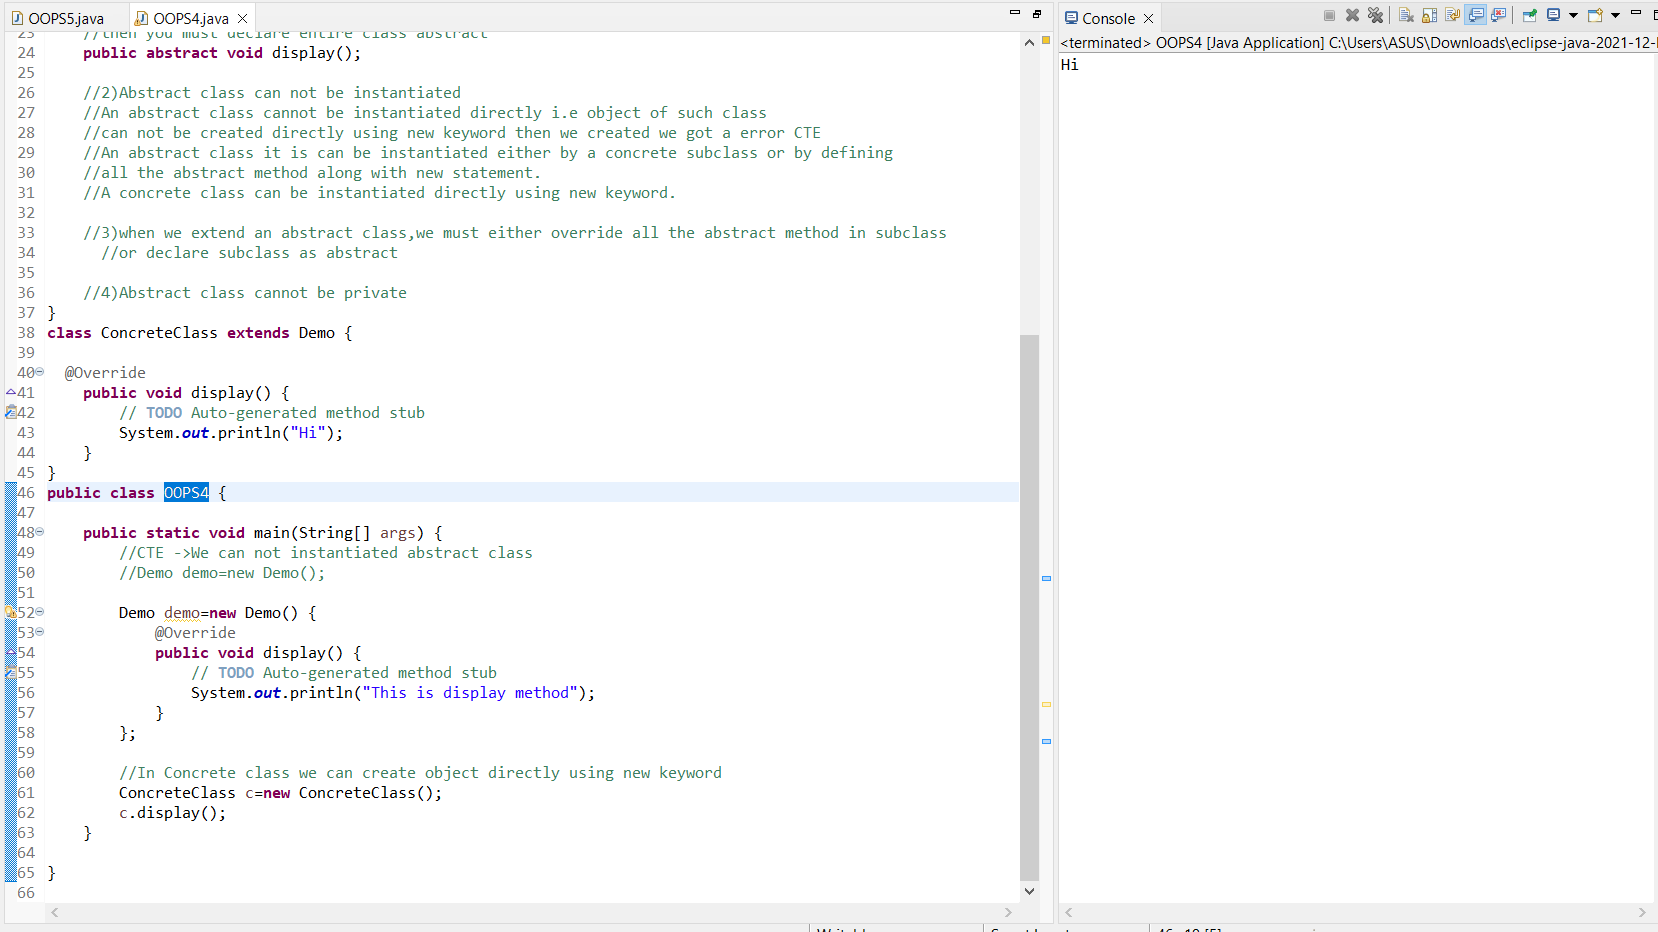 OOPS5.java
OOPS4.java
23 //then you must declare entire class abstract
24 public abstract void display();
25
26 //2)Abstract class can not be instantiated
27 //An abstract class cannot be instantiated directly i.e object of such class
28 //can not be created directly using new keyword then we created we got a error CTE
29 //An abstract class it is can be instantiated either by a concrete subclass or by defining
30 //all the abstract method along with new statement.
31 //A concrete class can be instantiated directly using new keyword.
32
33 //3)when we extend an abstract class,we must either override all the abstract method in subclass
34 //or declare subclass as abstract
35
36 //4)Abstract class cannot be private
37 }
38 class ConcreteClass extends Demo {
39
40 @Override
41 public void display() {
42 // TODO Auto-generated method stub
43 System.out.println("Hi");
44 }
45 }
46 public class OOPS4 {
47
48 public static void main(String[] args) {
49 //CTE ->We can not instantiated abstract class
50 //Demo demo=new Demo();
51
52 Demo demo=new Demo() {
53 @Override
54 public void display() {
55 // TODO Auto-generated method stub
56 System.out.println("This is display method");
57 }
58 };
59
60 //In Concrete class we can create object directly using new keyword
61 ConcreteClass c=new ConcreteClass();
62 c.display();
63 }
64
65 }
66
Console
<terminated> OOPS4 [Java Application] C:\Users\ASUS\Downloads\eclipse-java-2021-12-
Hi